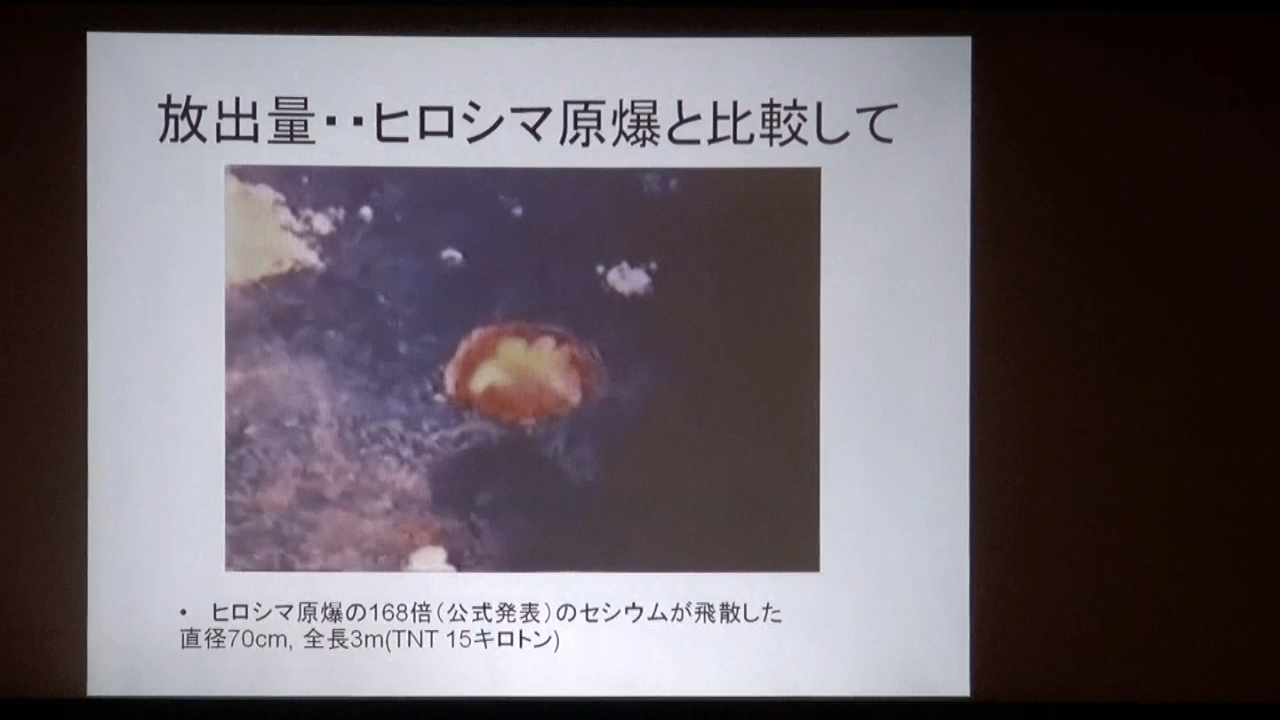 放出量・・ヒロシマ原爆と比較して
• ヒロシマ原爆の168倍(公式発表)のセシウムが飛散した
直径70cm, 全長3m(TNT 15キロトン)